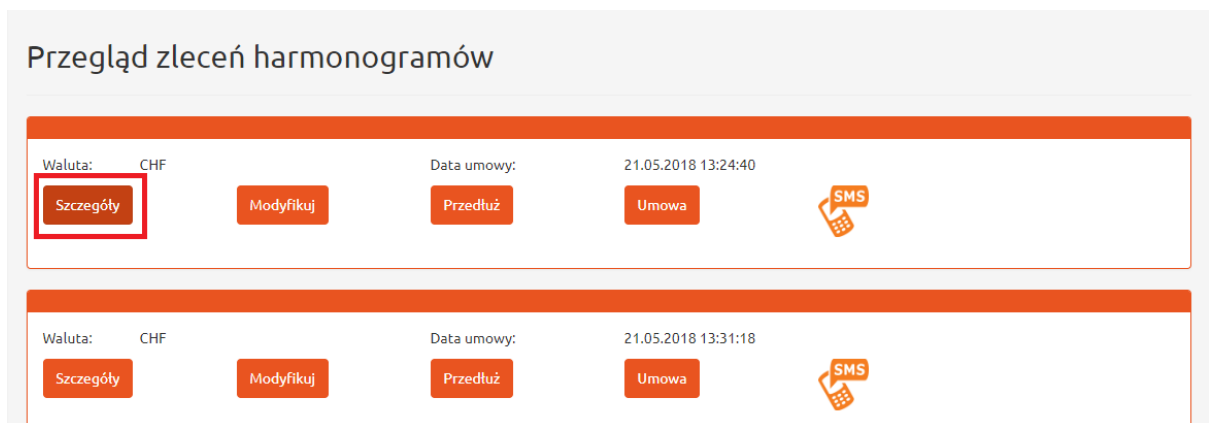 Przegląd zleceń harmonogramów
Waluta: CHF Data umowy: 21.05.2018 13:24:40
Szczegóły Modyfikuj Przedłuż Umowa SMS
Waluta: CHF Data umowy: 21.05.2018 13:31:18
Szczegóły Modyfikuj Przedłuż Umowa SMS